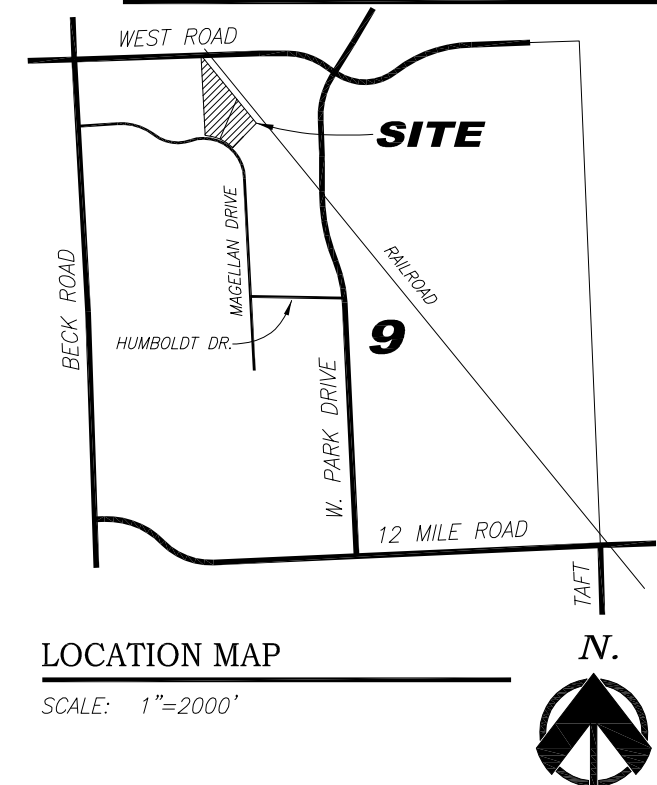 WEST ROAD
SITE
MAGELLAN DRIVE
RAILROAD
BECK ROAD
HUMBOLDT DR.
9
W. PARK DRIVE
12 MILE ROAD
TAFT
LOCATION MAP
N.
SCALE: 1"=2000'